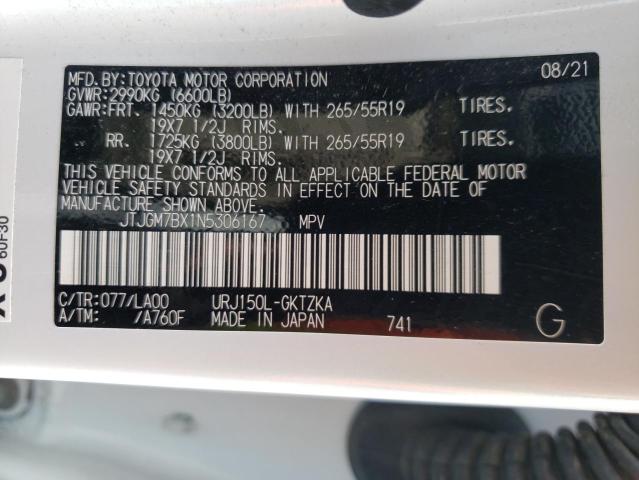 MFD. BY: TOYOTA MOTOR CORPORATION 08/21
GVWR: 2990KG (6600LB)
GAWR: FRT. 1450KG (3200LB) WITH 265/55R19 TIRES.
19X7 1/2J RIMS.
RR. 1725KG (3800LB) WITH 265/55R19 TIRES.
19X7 1/2J RIMS.
THIS VEHICLE CONFORMS TO ALL APPLICABLE FEDERAL MOTOR
VEHICLE SAFETY STANDARDS IN EFFECT ON THE DATE OF
MANUFACTURE SHOWN ABOVE.
JTJGM7BX1N5306167 MPV
C/TR: 077/LA00 URJ150L-GKTZKA
A/TM: /A760F MADE IN JAPAN 741 G
60F30